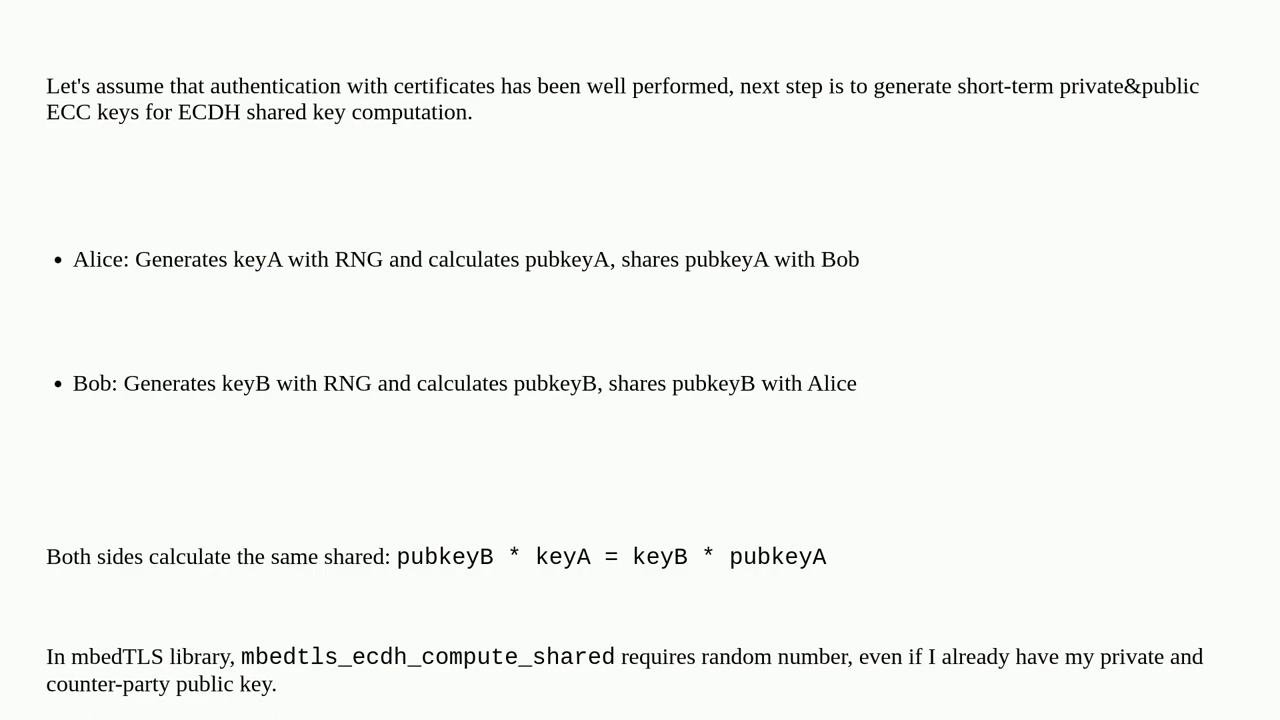 Let's assume that authentication with certificates has been well performed, next step is to generate short-term private&public
ECC keys for ECDH shared key computation.
• Alice: Generates keyA with RNG and calculates pubkeyA, shares pubkeyA with Bob
• Bob: Generates keyB with RNG and calculates pubkeyB, shares pubkeyB with Alice
Both sides calculate the same shared: pubkeyB * keyA = keyB * pubkeyA
In mbedTLS library, mbedtls_ecdh_compute_shared requires random number, even if I already have my private and
counter-party public key.